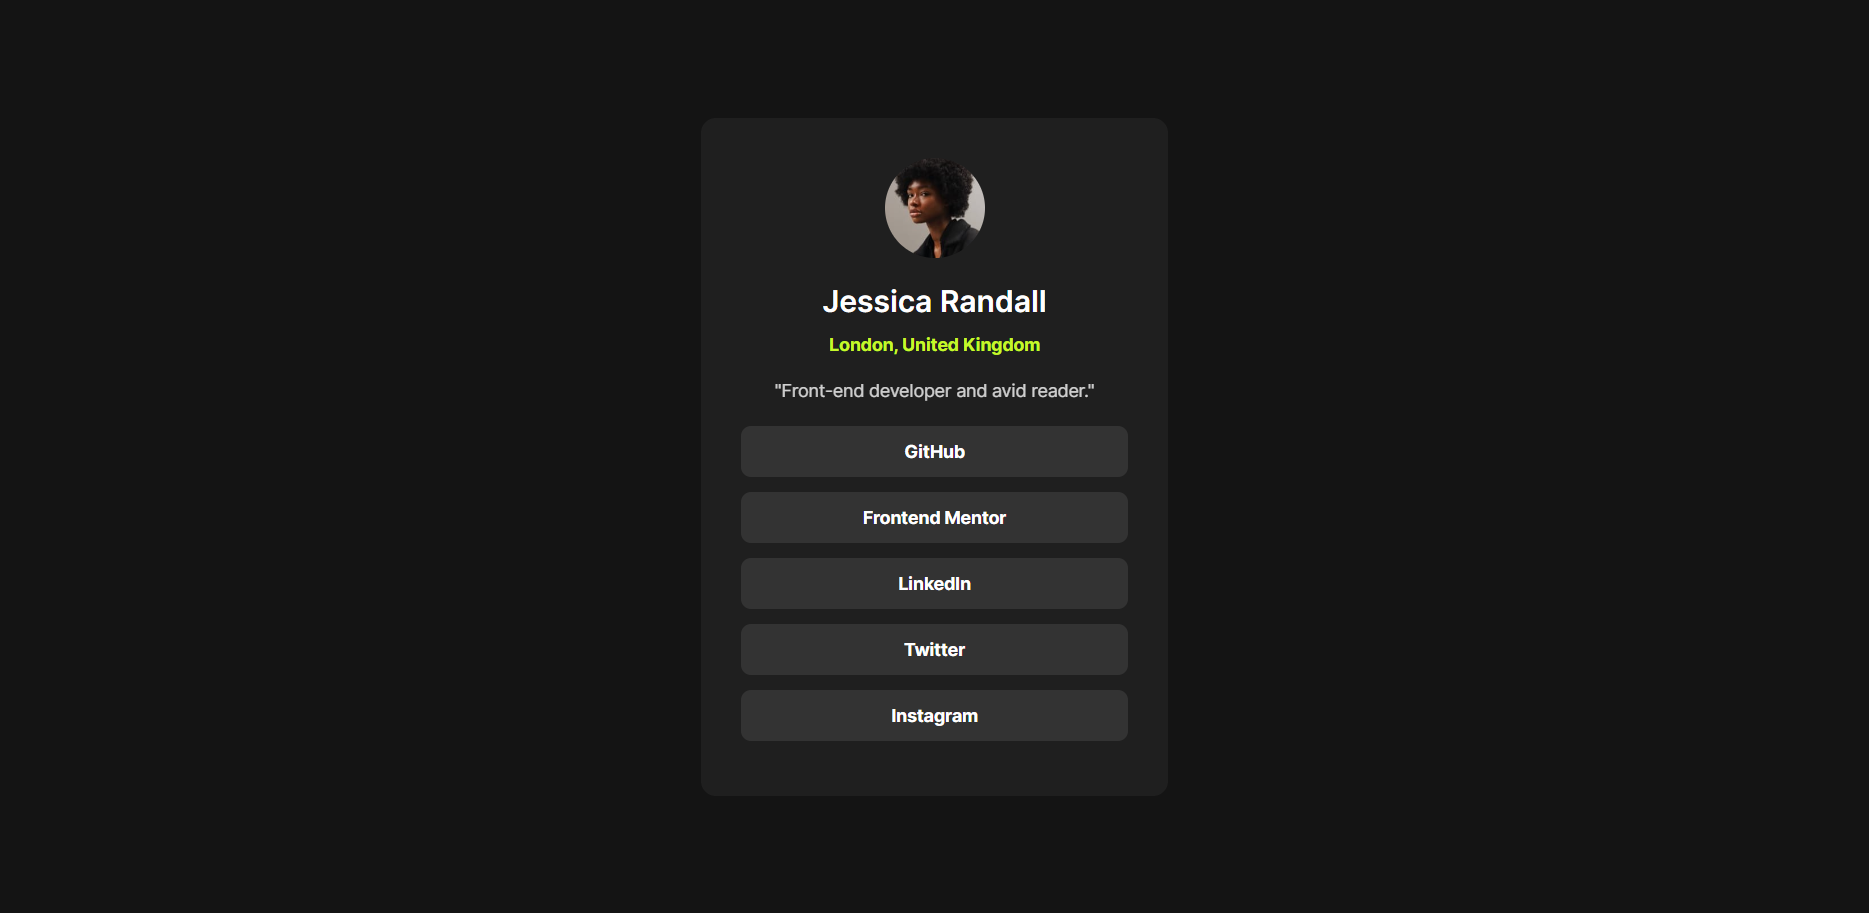 Jessica Randall
London, United Kingdom
"Front-end developer and avid reader."
GitHub
Frontend Mentor
LinkedIn
Twitter
Instagram